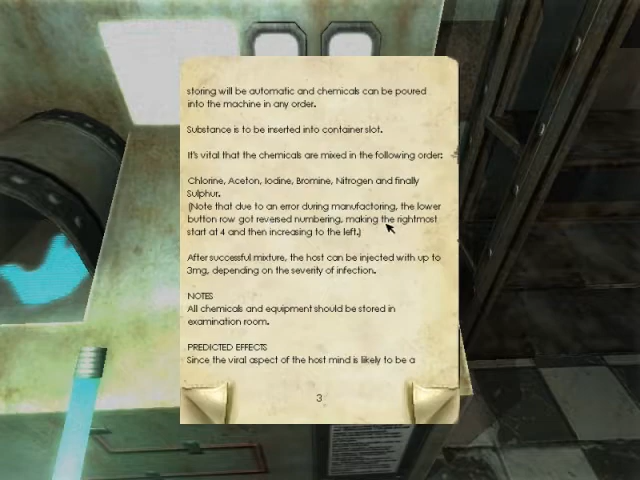 storing will be automatic and chemicals can be poured
into the machine in any order.
Substance is to be inserted into container slot.
It's vital that the chemicals are mixed in the following order:
Chlorine, Aceton, Iodine, Bromine, Nitrogen and finally
Sulphur.
(Note that due to an error during manufactoring, the lower
button row got reversed numbering, making the rightmost
start at 4 and then increasing to the left.)
After successful mixture, the host can be injected with up to
3mg, depending on the severity of infection.
NOTES
All chemicals and equipment should be stored in
examination room.
PREDICTED EFFECTS
Since the viral aspect of the host mind is likely to be a
3